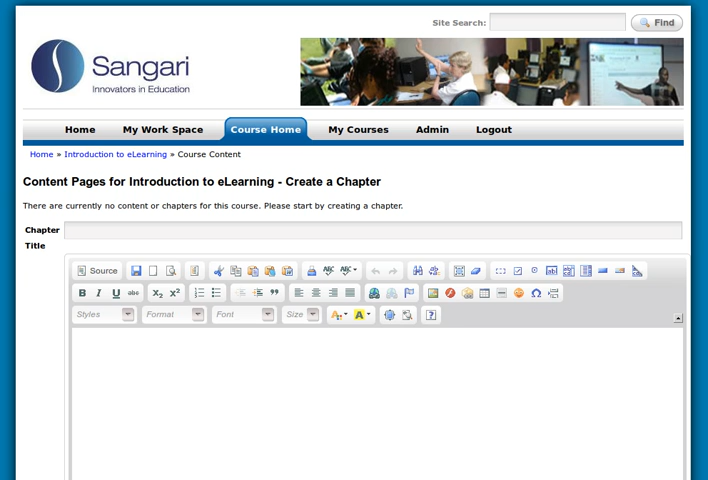 Site Search:
Find
Sangari
Innovators in Education
Home My Work Space Course Home My Courses Admin Logout
Home » Introduction to eLearning » Course Content
Content Pages for Introduction to eLearning - Create a Chapter
There are currently no content or chapters for this course. Please start by creating a chapter.
Chapter
Title
Source
B I U abc X₂ X²
Styles Format Font Size